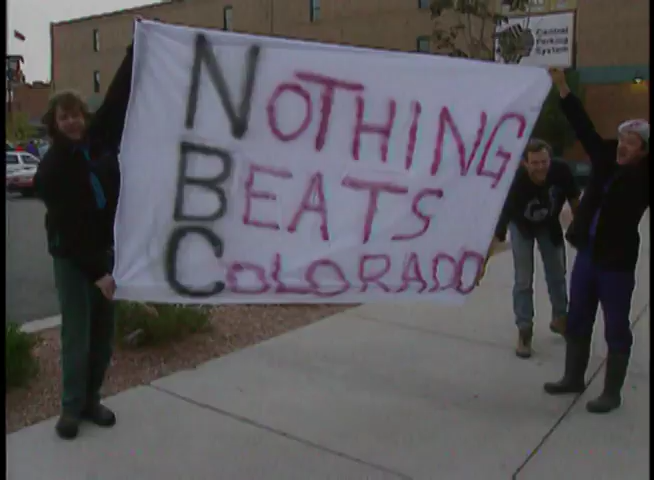 Nothing
Beats
Colorado
Central
Parking
System